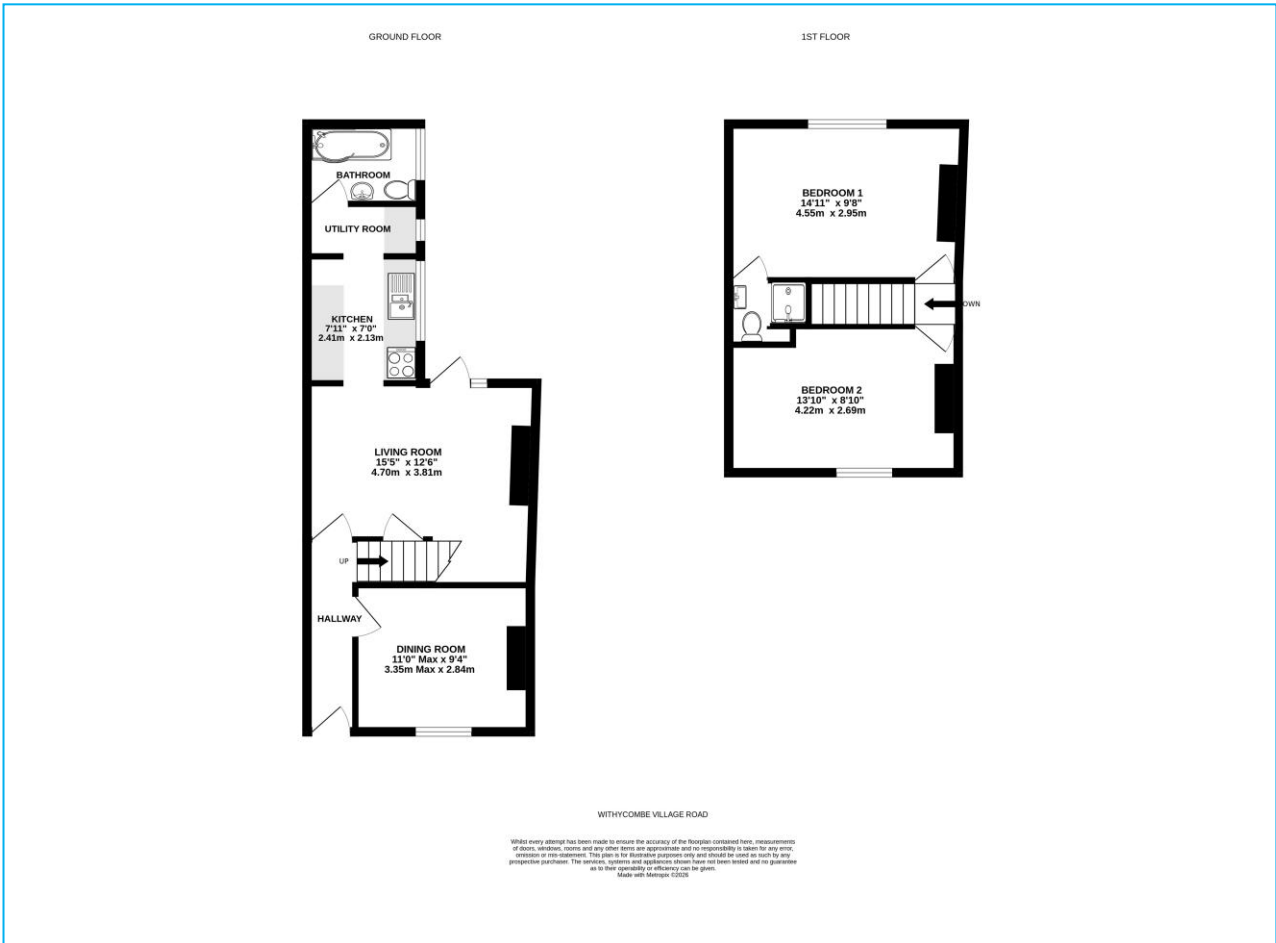 GROUND FLOOR
BATHROOM
UTILITY ROOM
KITCHEN
7'11" x 7'0"
2.41m x 2.13m
LIVING ROOM
15'5" x 12'6"
4.70m x 3.81m
UP
HALLWAY
DINING ROOM
11'0" Max x 9'4"
3.35m Max x 2.84m
1ST FLOOR
BEDROOM 1
14'11" x 9'8"
4.55m x 2.95m
OWN
BEDROOM 2
13'10" x 8'10"
4.22m x 2.69m
WITHYCOMBE VILLAGE ROAD
Whilst every attempt has been made to ensure the accuracy of the floorplan contained here, measurements
of doors, windows, rooms and any other items are approximate and no responsibility is taken for any error,
omission or mis-statement. This plan is for illustrative purposes only and should be used as such by any
prospective purchaser. The services, systems and appliances shown have not been tested and no guarantee
as to their operability or efficiency can be given.
Made with Metropix ©2026